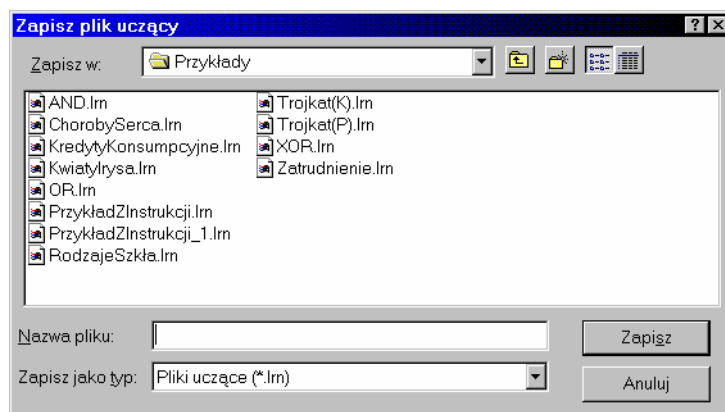 Zapisz plik uczący
Zapisz w:
Przykłady
AND.lrn
ChorobySerca.lrn
KredytyKonsumpcyjne.lrn
KwiatyIrysa.lrn
OR.lrn
PrzykładZInstrukcji.lrn
PrzykładZInstrukcji_1.lrn
RodzajeSzkła.lrn
Trojkat(K).lrn
Trojkat(P).lrn
XOR.lrn
Zatrudnienie.lrn
Nazwa pliku:
Zapisz
Zapisz jako typ:
Pliki uczące (*.lrn)
Anuluj